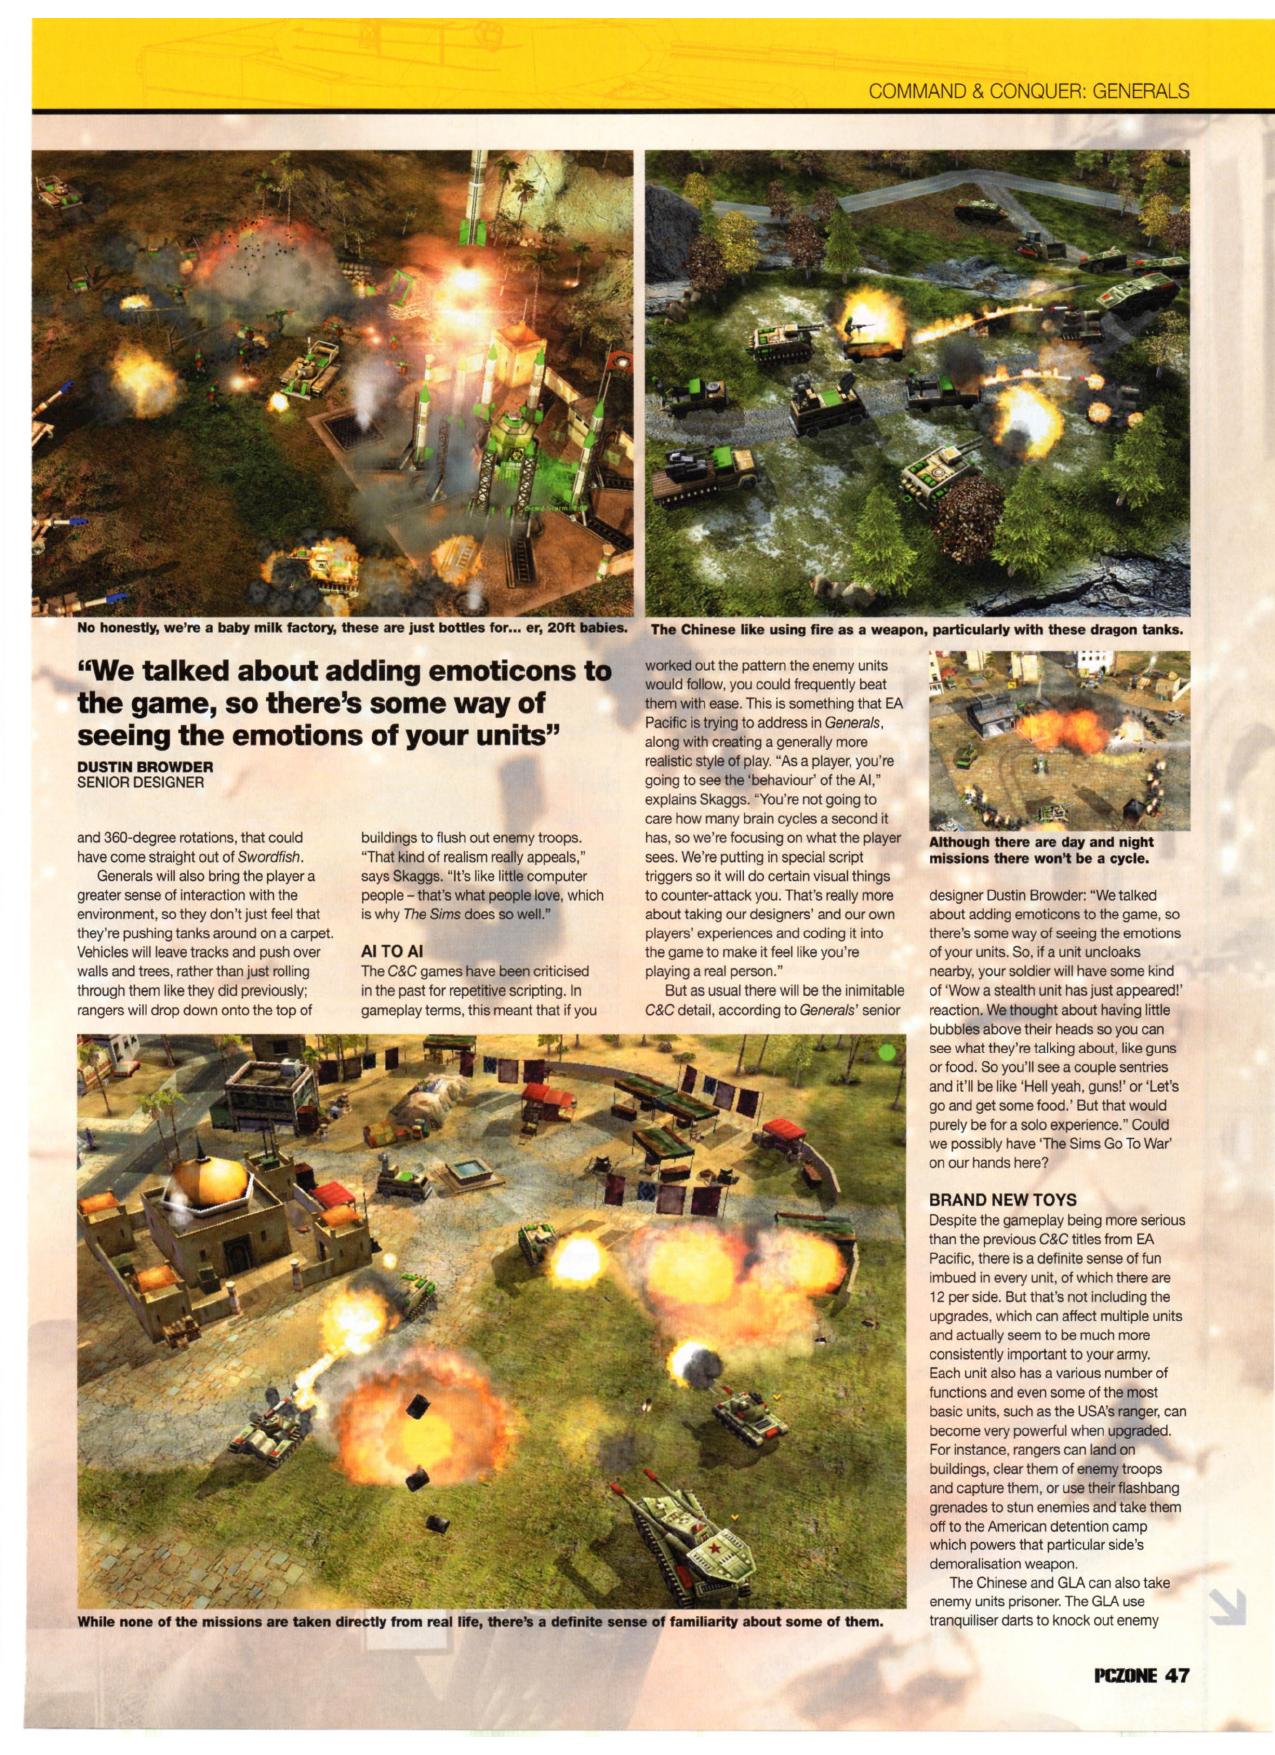 COMMAND & CONQUER: GENERALS
No honestly, we're a baby milk factory, these are just bottles for... er, 20ft babies.
The Chinese like using fire as a weapon, particularly with these dragon tanks.
“We talked about adding emoticons to
the game, so there's some way of
seeing the emotions of your units”
DUSTIN BROWDER
SENIOR DESIGNER
and 360-degree rotations, that could
have come straight out of Swordfish.
Generals will also bring the player a
greater sense of interaction with the
environment, so they don't just feel that
they're pushing tanks around on a carpet.
Vehicles will leave tracks and push over
walls and trees, rather than just rolling
through them like they did previously;
rangers will drop down onto the top of
buildings to flush out enemy troops.
“That kind of realism really appeals,”
says Skaggs. “It's like little computer
people – that's what people love, which
is why The Sims does so well.”
AI TO AI
The C&C games have been criticised
in the past for repetitive scripting. In
gameplay terms, this meant that if you
worked out the pattern the enemy units
would follow, you could frequently beat
them with ease. This is something that EA
Pacific is trying to address in Generals,
along with creating a generally more
realistic style of play. “As a player, you're
going to see the ‘behaviour’ of the AI,”
explains Skaggs. “You're not going to
care how many brain cycles a second it
has, so we're focusing on what the player
sees. We're putting in special script
triggers so it will do certain visual things
to counter-attack you. That's really more
about taking our designers' and our own
players' experiences and coding it into
the game to make it feel like you're
playing a real person.”
But as usual there will be the inimitable
C&C detail, according to Generals' senior
Although there are day and night
missions there won't be a cycle.
designer Dustin Browder: “We talked
about adding emoticons to the game, so
there's some way of seeing the emotions
of your units. So, if a unit uncloaks
nearby, your soldier will have some kind
of ‘Wow a stealth unit has just appeared!’
reaction. We thought about having little
bubbles above their heads so you can
see what they're talking about, like guns
or food. So you'll see a couple sentries
and it'll be like ‘Hell yeah, guns!’ or ‘Let's
go and get some food.’ But that would
purely be for a solo experience.” Could
we possibly have ‘The Sims Go To War’
on our hands here?
BRAND NEW TOYS
Despite the gameplay being more serious
than the previous C&C titles from EA
Pacific, there is a definite sense of fun
imbued in every unit, of which there are
12 per side. But that's not including the
upgrades, which can affect multiple units
and actually seem to be much more
consistently important to your army.
Each unit also has a various number of
functions and even some of the most
basic units, such as the USA's ranger, can
become very powerful when upgraded.
For instance, rangers can land on
buildings, clear them of enemy troops
and capture them, or use their flashbang
grenades to stun enemies and take them
off to the American detention camp
which powers that particular side's
demoralisation weapon.
The Chinese and GLA can also take
enemy units prisoner. The GLA use
tranquiliser darts to knock out enemy
While none of the missions are taken directly from real life, there's a definite sense of familiarity about some of them.
PCZONE 47